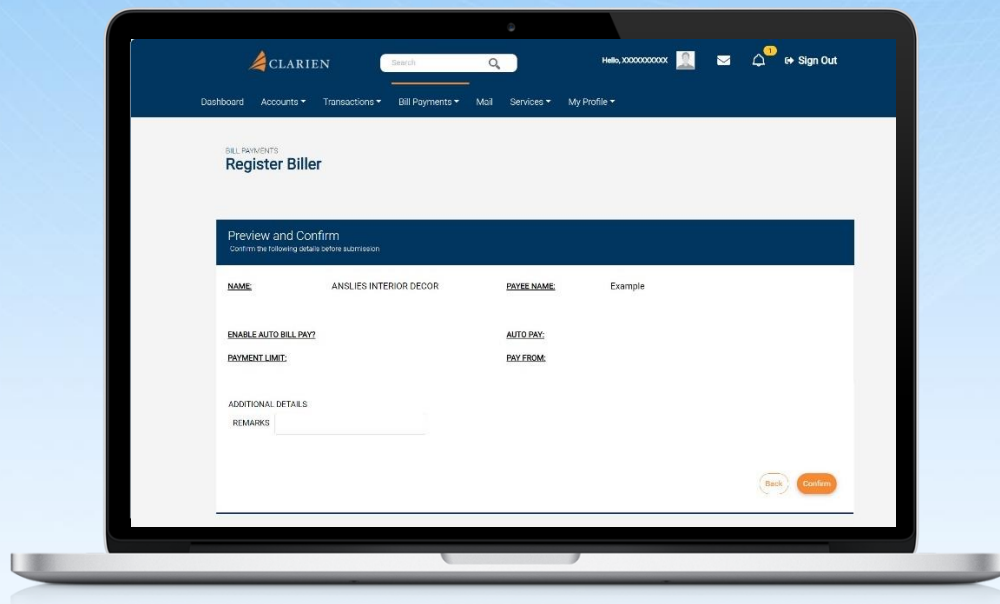 CLARIEN
Search
Hello, XXXXXXXXXX
1
Sign Out
Dashboard Accounts Transactions Bill Payments Mail Services My Profile
BILL PAYMENTS
Register Biller
Preview and Confirm
Confirm the following details before submission
NAME: ANSLIES INTERIOR DECOR PAYEE NAME: Example
ENABLE AUTO BILL PAY? AUTO PAY:
PAYMENT LIMIT: PAY FROM:
ADDITIONAL DETAILS
REMARKS
Back Confirm